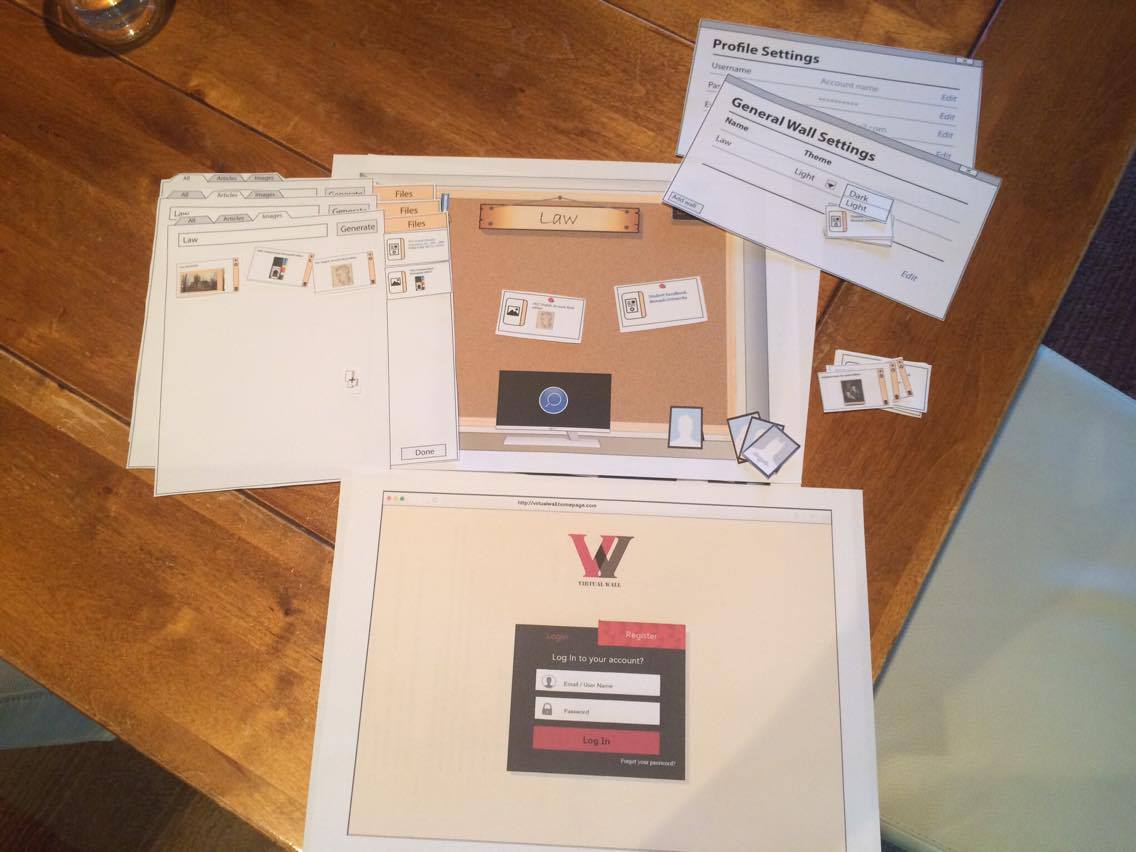 Profile Settings
Username
Account name
Edit
**********
Edit
Edit
General Wall Settings
Name
Theme
Law
Light
Dark
Light
Add wall
Edit
All
Articles
Images
Generate
Files
All
Articles
Images
Law
Generate
Files
All
Articles
Images
Law
Generate
Files
Done
Law
Student handbook,
http://virtualwall.homepage.com
VIRTUAL WALL
Login
Register
Log In to your account?
Email / User Name
Password
Log In
Forgot your password?